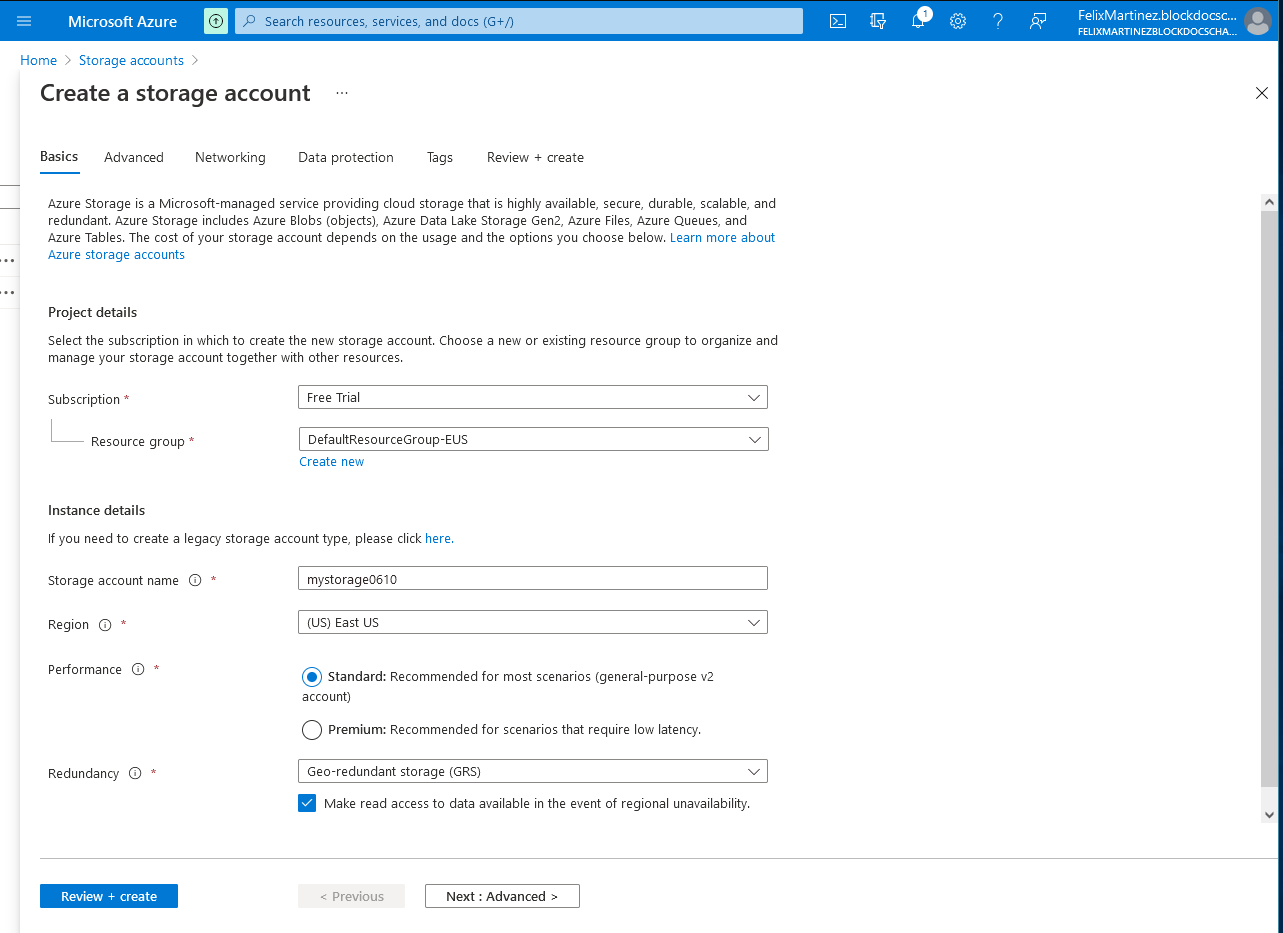 Microsoft Azure
Search resources, services, and docs (G+/)
1
FelixMartinez.blockdocsc...
FELIXMARTINEZBLOCKDOCSCHA...
Home > Storage accounts >
Create a storage account ...
Basics Advanced Networking Data protection Tags Review + create
Azure Storage is a Microsoft-managed service providing cloud storage that is highly available, secure, durable, scalable, and
redundant. Azure Storage includes Azure Blobs (objects), Azure Data Lake Storage Gen2, Azure Files, Azure Queues, and
Azure Tables. The cost of your storage account depends on the usage and the options you choose below. Learn more about
Azure storage accounts
Project details
Select the subscription in which to create the new storage account. Choose a new or existing resource group to organize and
manage your storage account together with other resources.
Subscription * Free Trial
Resource group * DefaultResourceGroup-EUS
Create new
Instance details
If you need to create a legacy storage account type, please click here.
Storage account name * mystorage0610
Region * (US) East US
Performance *
Standard: Recommended for most scenarios (general-purpose v2
account)
Premium: Recommended for scenarios that require low latency.
Redundancy * Geo-redundant storage (GRS)
Make read access to data available in the event of regional unavailability.
Review + create < Previous Next : Advanced >